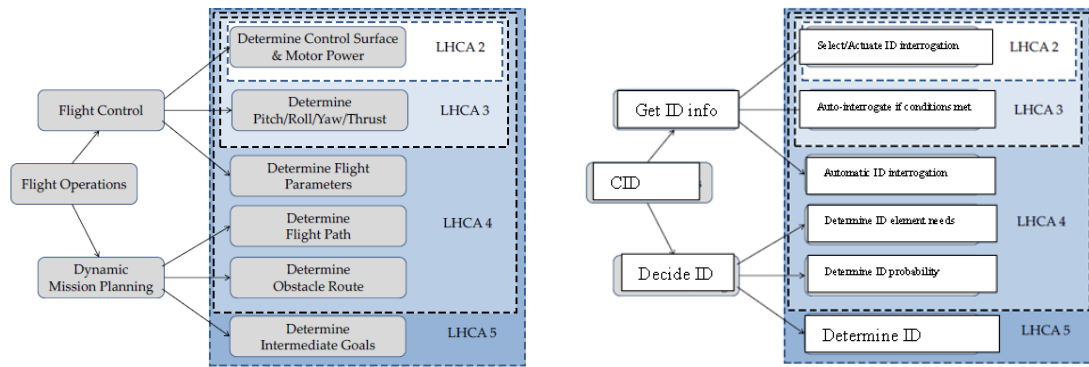 Determine Control Surface
& Motor Power
LHCA 2
Flight Control
Determine
Pitch/Roll/Yaw/Thrust
LHCA 3
Flight Operations
Determine Flight
Parameters
Determine
Flight Path
LHCA 4
Dynamic
Mission Planning
Determine
Obstacle Route
Determine
Intermediate Goals
LHCA 5
Select/Actuate ID interrogation
LHCA 2
Get ID info
Auto-interrogate if conditions met
LHCA 3
CID
Automatic ID interrogation
Determine ID element needs
LHCA 4
Decide ID
Determine ID probability
Determine ID
LHCA 5